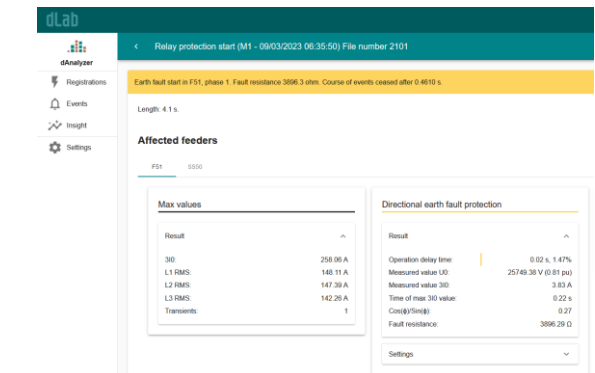 dLab
dAnalyzer
Registrations
Events
Insight
Settings
‹ Relay protection start (M1 - 09/03/2023 06:35:50) File number 2101
Earth fault start in F51, phase 1. Fault resistance 3896.3 ohm. Course of events ceased after 0.4610 s.
Length: 4.1 s.
Affected feeders
F51 SS50
Max values
Result
3I0: 258.06 A
L1 RMS: 148.11 A
L2 RMS: 147.39 A
L3 RMS: 142.26 A
Transients: 1
Directional earth fault protection
Result
Operation delay time: 0.02 s, 1.47%
Measured value U0: 25749.38 V (0.81 pu)
Measured value 3I0: 3.83 A
Time of max 3I0 value: 0.22 s
Cos(ϕ)/Sin(ϕ): 0.27
Fault resistance: 3896.29 Ω
Settings